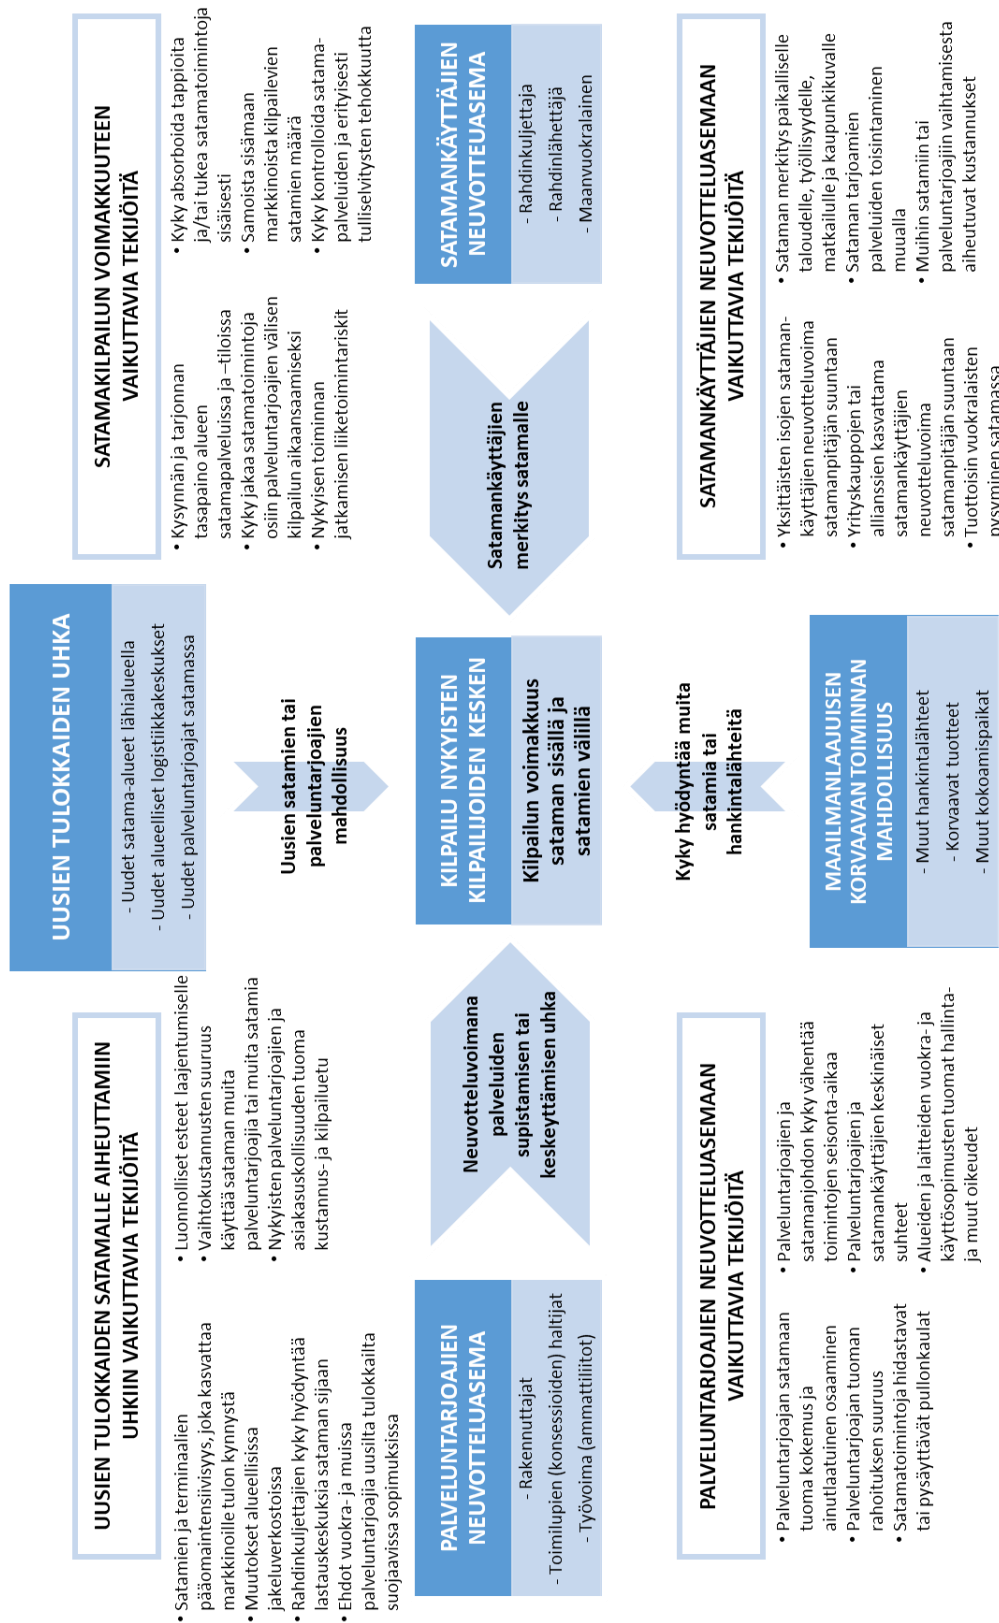 UUSIEN TULOKKAIDEN UHKA
- Uudet satama-alueet lähialueella
- Uudet alueelliset logistiikkakeskukset
- Uudet palveluntarjoajat satamassa
UUSIEN TULOKKAIDEN SATAMALLE AIHEUTTAMIN
UHKIIN VAIKUTTAVIA TEKIJÖITÄ
• Satamien ja terminaalien
pääomaintensiivisyys, joka kasvattaa
markkinoille tulon kynnystä
• Muutokset alueellisissa
jakeluverkostoissa
• Rahdinkuljettajien kyky hyödyntää
lastauskeskuksia sataman sijaan
• Ehdot vuokra- ja muissa
palveluntarjoajia uusilta tulokkailta
suojaavissa sopimuksissa
• Luonnolliset esteet laajentumiselle
• Vaihtokustannusten suuruus
käyttää sataman muita
palveluntarjoajia tai muita satamia
• Nykyisten palveluntarjoajien ja
asiakasuskollisuuden tuoma
kustannus- ja kilpailuetu
Uusien satamien tai
palveluntarjoajien
mahdollisuus
SATAMAKILPAILUN VOIMAKUUTEEN
VAIKUTTAVIA TEKIJÖITÄ
• Kysynnän ja tarjonnan
tasapaino alueen
satamapalveluissa ja –tiloissa
• Kyky jakaa satamatoimintoja
osiin palveluntarjoajien välisen
kilpailun aikaansaamiseksi
• Nykyisen toiminnan
jatkamisen liiketoimintariskit
• Kyky absorboida tappioita
ja/tai tukea satamatoimintoja
sisäisesti
• Samoista sisämaan
markkinoista kilpailevien
satamien määrä
• Kyky kontrolloida satama-
palveluiden ja erityisesti
tulliselvitysten tehokkuutta
PALVELUNTARJOAJIEN
NEUVOTTELUASEMA
- Rakennuttajat
- Toimilupien (konsessioiden) haltijat
- Työvoima (ammattiliitot)
Neuvotteluvoimana
palveluiden
supistamisen tai
keskeyttämisen uhka
KILPAILU NYKYISTEN
KILPAILIJOIDEN KESKEN
Kilpailun voimakkuus
sataman sisällä ja
satamien välillä
Satamankäyttäjien
merkitys satamalle
SATAMANKÄYTTÄJIEN
NEUVOTTEUASEMA
- Rahdinkuljettaja
- Rahdinlähettäjä
- Maanvuokralainen
Kyky hyödyntää muita
satamia tai
hankintalähteitä
PALVELUNTARJOAJIEN NEUVOTTELUASEMAAN
VAIKUTTAVIA TEKIJÖITÄ
• Palveluntarjoajan sataman
tuoma kokemus ja
ainutlaatuinen osaaminen
• Palveluntarjoajan tuoman
rahoituksen suuruus
• Satamatoimintoja hidastavat
tai pysäyttävät pullonkaulat
• Palveluntarjoajien ja
satamanjohdon kyky vähentää
toimintojen seisonta-aikaa
• Palveluntarjoajien ja
satamankäyttäjien keskinäiset
suhteet
• Alueiden ja laitteiden vuokra- ja
käyttösopimusten tuomat hallinta-
ja muut oikeudet
MAAILMANLAAJUISEN
KORVAAVAN TOIMINNAN
MAHDOLLISUUS
- Muut hankintalähteet
- Korvaavat tuotteet
- Muut kokoamispaikat
SATAMANKÄYTTÄJIEN NEUVOTTELUASEMAAN
VAIKUTTAVIA TEKIJÖITÄ
• Yksittäisten isojen sataman-
käyttäjien neuvotteluvoima
satamanpitäjän suuntaan
• Yrityskauppojen tai
allianssien kasvattama
satamankäyttäjien
neuvotteluvoima
satamanpitäjän suuntaan
• Tuottoisin vuokralaisten
pysyminen satamassa
• Sataman merkitys paikalliselle
taloudelle, työllisyydelle,
matkailulle ja kaupunkikuvalle
• Sataman tarjoamien
palveluiden toisintaminen
muualla
• Muihin satamiin tai
palveluntarjoajiin vaihtamisesta
aiheutuvat kustannukset